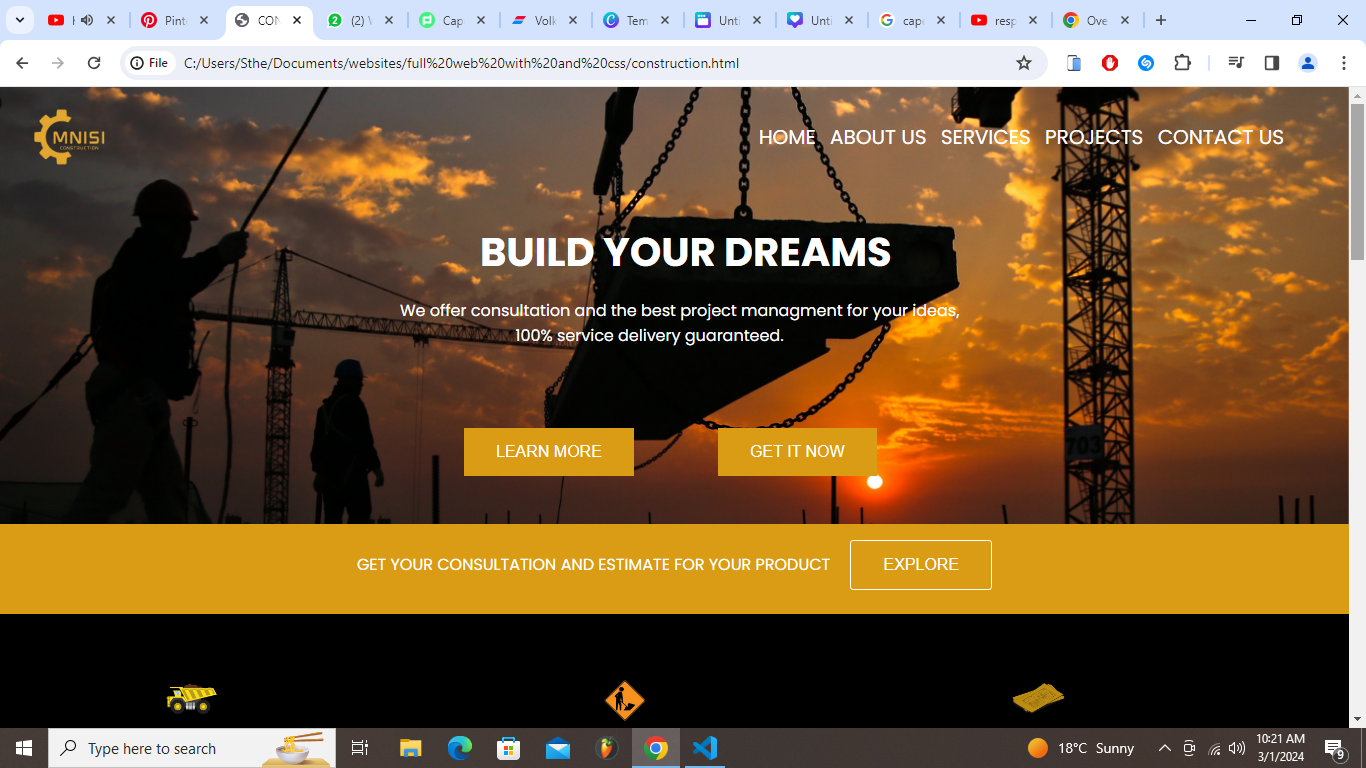 Pint
CON
(2) \
Cap
Volk
Tem
Unti
Unti
cape
resp
Ove
File
C:/Users/Sthe/Documents/websites/full%20web%20with%20and%20css/construction.html
MNISI
CONSTRUCTION
HOME ABOUT US SERVICES PROJECTS CONTACT US
BUILD YOUR DREAMS
We offer consultation and the best project managment for your ideas,
100% service delivery guaranteed.
703
LEARN MORE GET IT NOW
GET YOUR CONSULTATION AND ESTIMATE FOR YOUR PRODUCT EXPLORE
Type here to search
18°C Sunny
10:21 AM
3/1/2024
9